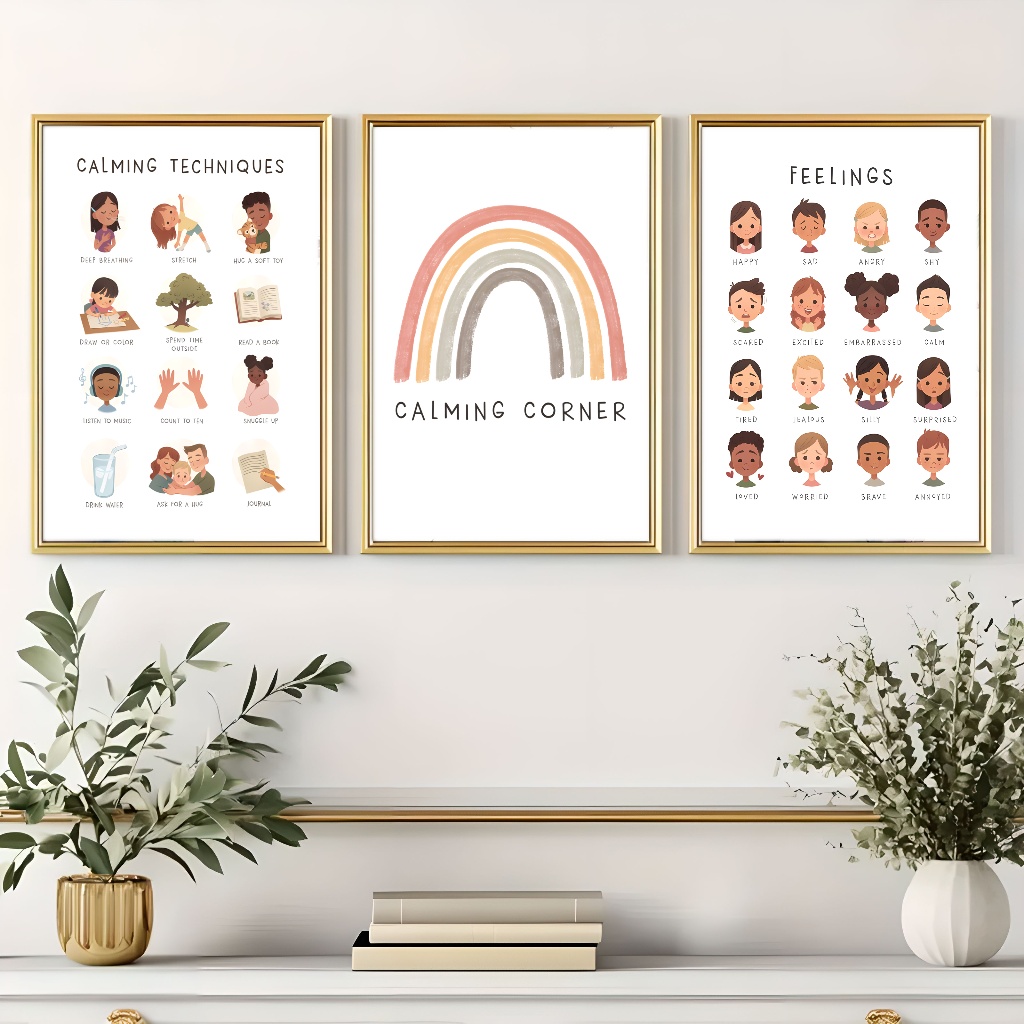 CALMING TECHNIQUES
DEEP BREATHING
STRETCH
HUG A SOFT TOY
DRAW OR COLOR
SPEND TIME
OUTSIDE
READ A BOOK
LISTEN TO MUSIC
COUNT TO TEN
SNUGGLE UP
DRINK WATER
ASK FOR A HUG
JOURNAL
CALMING CORNER
FEELINGS
HAPPY
SAD
ANGRY
SHY
SCARED
EXCITED
EMBARRASSED
CALM
TIRED
JEALOUS
SILLY
SURPRISED
LOVED
WORRIED
BRAVE
ANNOYED